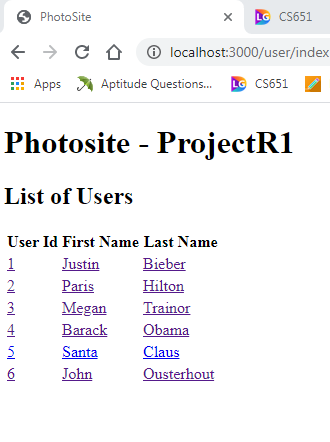 PhotoSite
LG CS651
localhost:3000/user/index
Apps Aptitude Questions... LG CS651
Photosite - ProjectR1
List of Users
User Id First Name Last Name
1 Justin Bieber
2 Paris Hilton
3 Megan Trainor
4 Barack Obama
5 Santa Claus
6 John Ousterhout